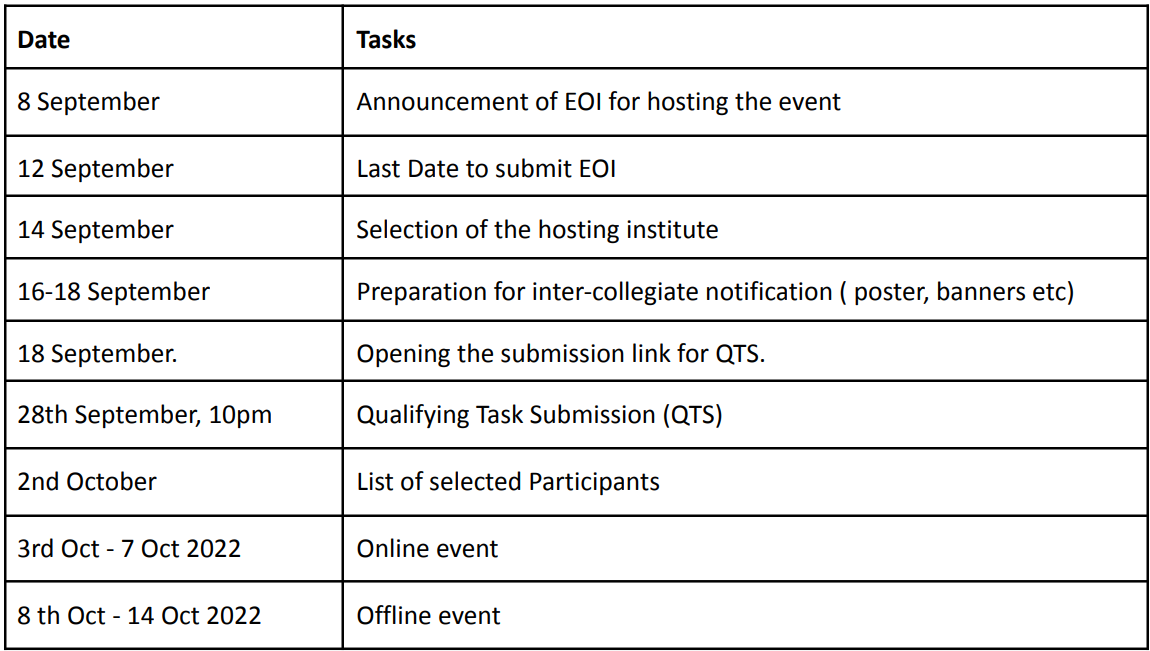 Date Tasks
8 September Announcement of EOI for hosting the event
12 September Last Date to submit EOI
14 September Selection of the hosting institute
16-18 September Preparation for inter-collegiate notification ( poster, banners etc)
18 September. Opening the submission link for QTS.
28th September, 10pm Qualifying Task Submission (QTS)
2nd October List of selected Participants
3rd Oct - 7 Oct 2022 Online event
8 th Oct - 14 Oct 2022 Offline event